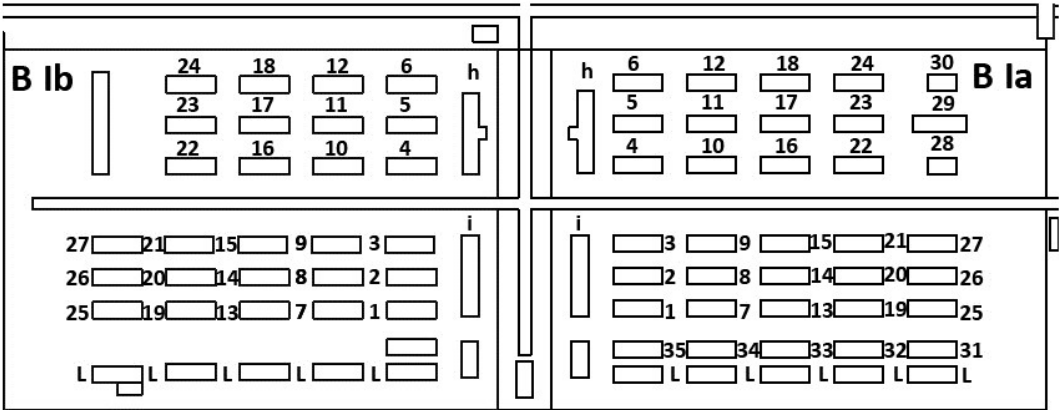 24 18 12 6 h h 6 12 18 24 30
B Ib B Ia
23 17 11 5 5 11 17 23 29
22 16 10 4 4 10 16 22 28
i i
27 21 15 9 3 3 9 15 21 27
26 20 14 8 2 2 8 14 20 26
25 19 13 7 1 1 7 13 19 25
35 34 33 32 31
L L L L L L L L L L